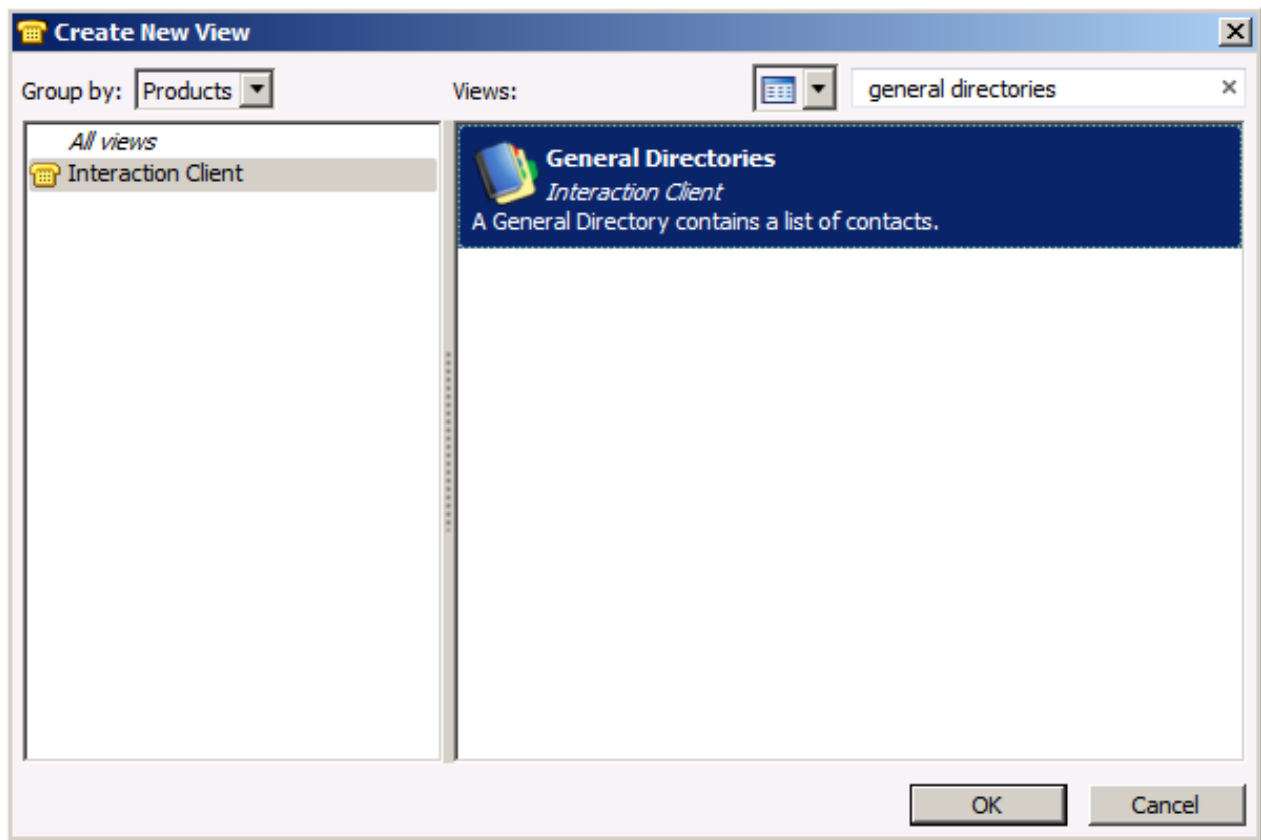 Create New View
Group by: Products
Views:
general directories
All views
Interaction Client
General Directories
Interaction Client
A General Directory contains a list of contacts.
OK
Cancel